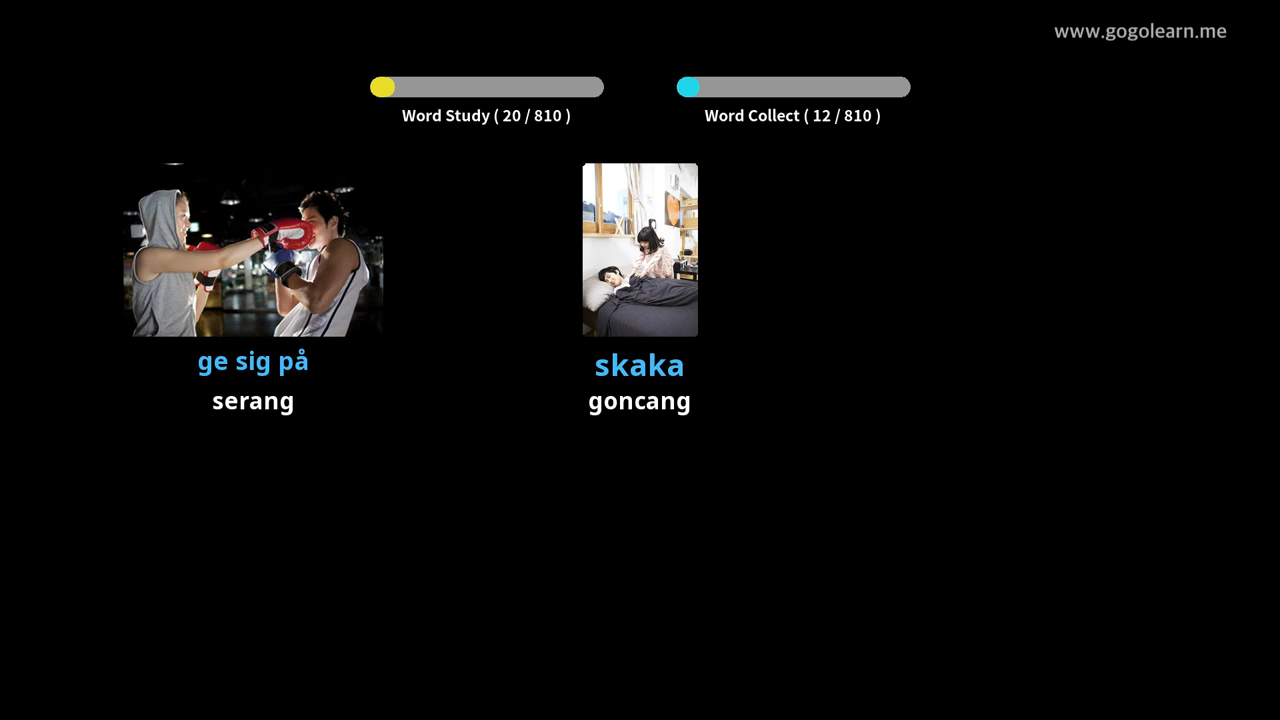 www.gogolearn.me
Word Study ( 20 / 810 )
Word Collect ( 12 / 810 )
ge sig på
serang
skaka
goncang